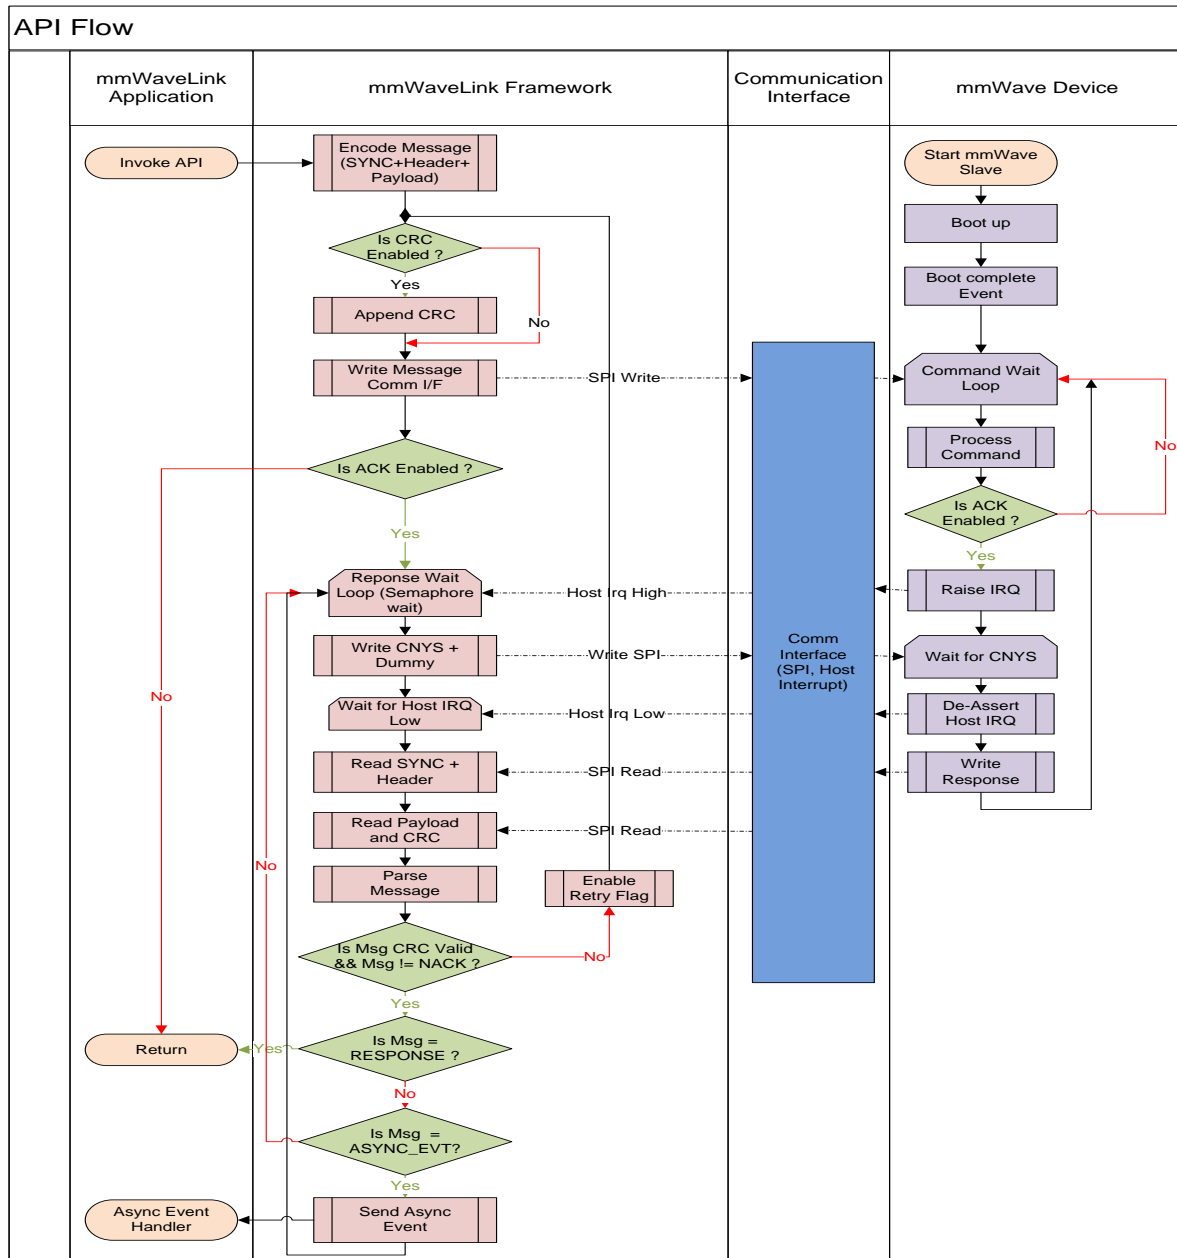 API Flow
mmWaveLink
Application
mmWaveLink Framework
Communication
Interface
mmWave Device
Invoke API
Encode Message
(SYNC+Header+
Payload)
Start mmWave
Slave
Boot up
Is CRC
Enabled ?
Yes
No
Boot complete
Event
Append CRC
Write Message
Comm I/F
SPI Write
Command Wait
Loop
Process
Command
No
Is ACK Enabled ?
Is ACK
Enabled ?
Yes
Yes
Reponse Wait
Loop (Semaphore
wait)
Host Irq High
Raise IRQ
Write CNYS +
Dummy
Write SPI
Comm
Interface
(SPI, Host
Interrupt)
Wait for CNYS
No
Wait for Host IRQ
Low
Host Irq Low
De-Assert
Host IRQ
Read SYNC +
Header
SPI Read
Write
Response
Read Payload
and CRC
SPI Read
No
Parse
Message
Enable
Retry Flag
Is Msg CRC Valid
&& Msg != NACK ?
No
Yes
Return
Yes
Is Msg =
RESPONSE ?
No
Is Msg =
ASYNC_EVT?
Yes
Async Event
Handler
Send Async
Event